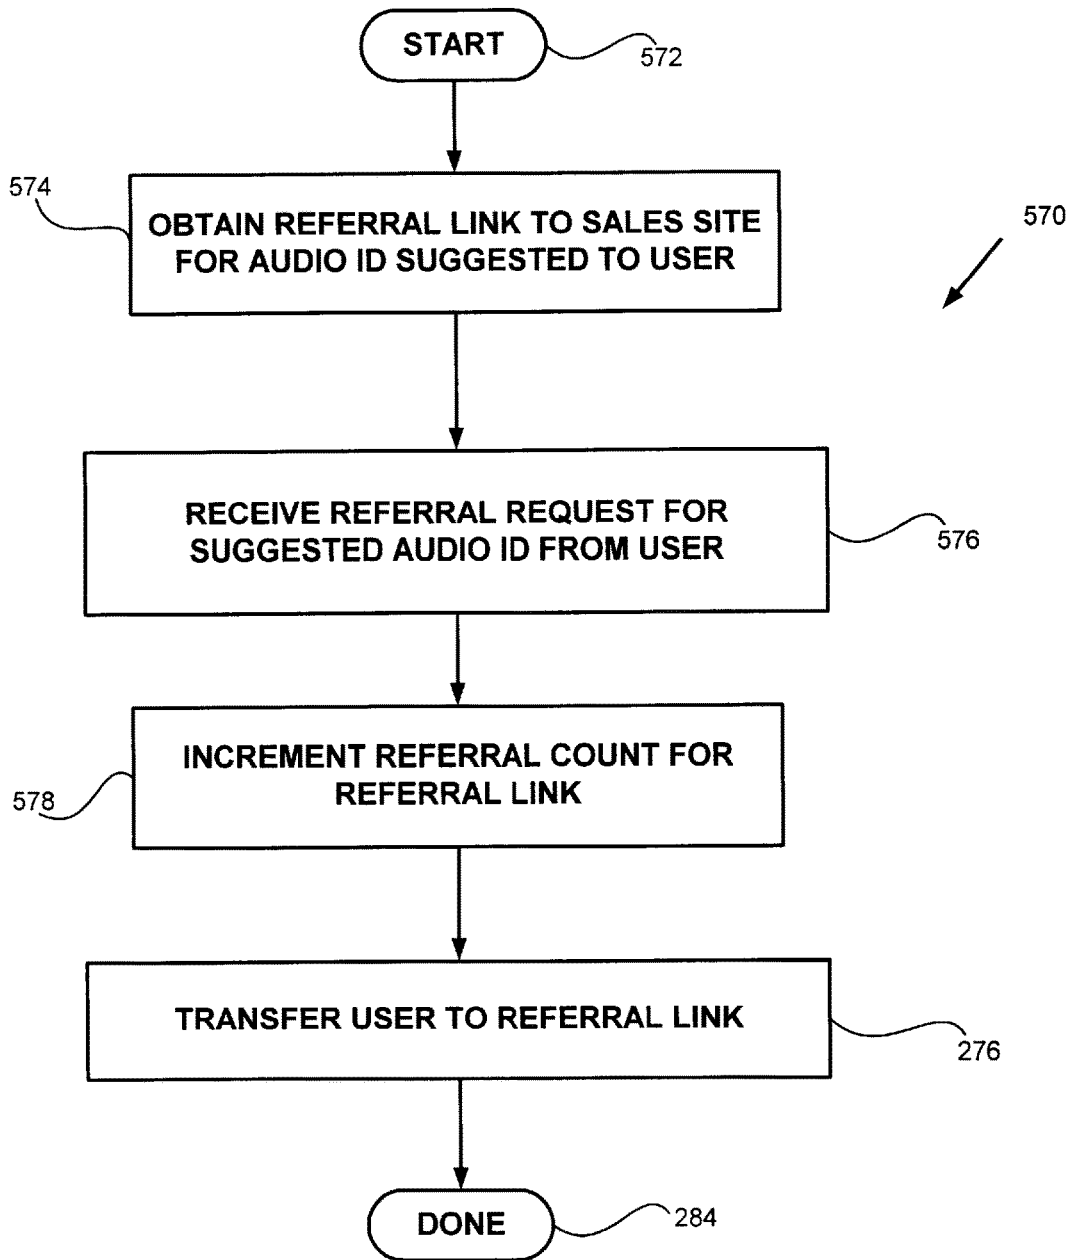 START
572
574
OBTAIN REFERRAL LINK TO SALES SITE
FOR AUDIO ID SUGGESTED TO USER
570
RECEIVE REFERRAL REQUEST FOR
SUGGESTED AUDIO ID FROM USER
576
INCREMENT REFERRAL COUNT FOR
REFERRAL LINK
578
TRANSFER USER TO REFERRAL LINK
276
DONE
284